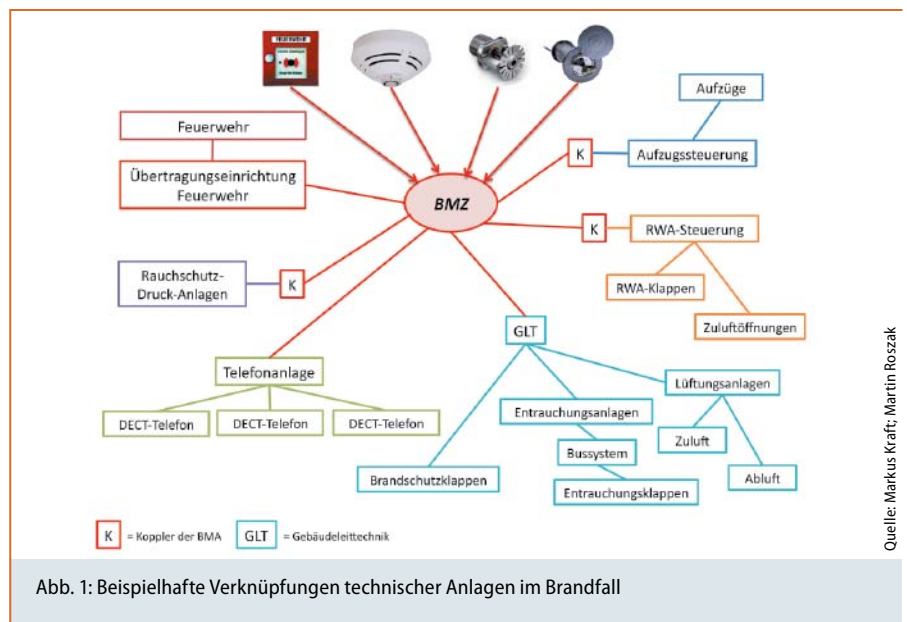 FEUERWEHR
Aufzüge
Feuerwehr
K
Aufzugssteuerung
Übertragungseinrichtung
Feuerwehr
BMZ
K
RWA-Steuerung
Rauchschutz-
Druck-Anlagen
K
RWA-Klappen
Zuluftöffnungen
GLT
Telefonanlage
Lüftungsanlagen
DECT-Telefon
DECT-Telefon
DECT-Telefon
Entrauchungsanlagen
Zuluft
Bussystem
Brandschutzklappen
Abluft
Entrauchungsklappen
K = Koppler der BMA
GLT = Gebäudeleittechnik
Quelle: Markus Kraft; Martin Roszak
Abb. 1: Beispielhafte Verknüpfungen technischer Anlagen im Brandfall